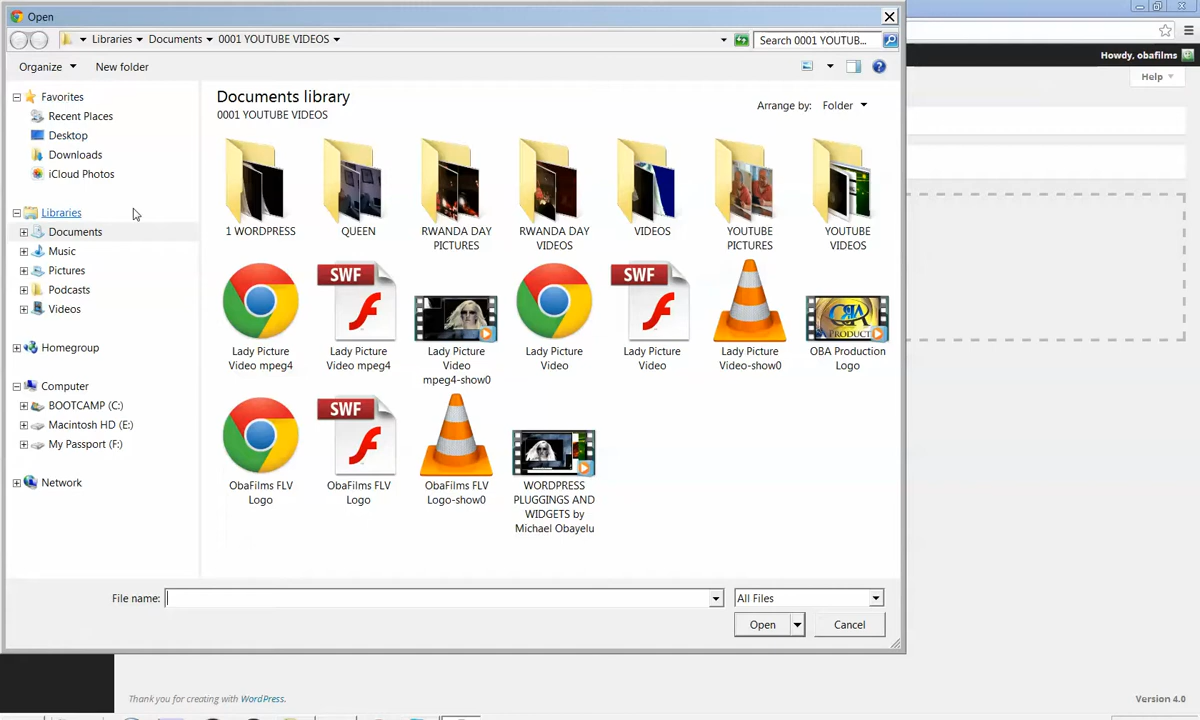 Open
Libraries
Documents
0001 YOUTUBE VIDEOS
Search 0001 YOUTUB...
Howdy, obafilms
Organize
New folder
Help
Favorites
Recent Places
Desktop
Downloads
iCloud Photos
Libraries
Documents
Music
Pictures
Podcasts
Videos
Homegroup
Computer
BOOTCAMP (C:)
Macintosh HD (E:)
My Passport (F:)
Network
Documents library
0001 YOUTUBE VIDEOS
Arrange by:
Folder
1 WORDPRESS
QUEEN
RWANDA DAY
PICTURES
RWANDA DAY
VIDEOS
VIDEOS
YOUTUBE
PICTURES
YOUTUBE
VIDEOS
SWF
SWF
Lady Picture
Video mpeg4
Lady Picture
Video mpeg4
Lady Picture
Video
mpeg4-show0
Lady Picture
Video
Lady Picture
Video
Lady Picture
Video-show0
OBA Production
Logo
SWF
ObaFilms FLV
Logo
ObaFilms FLV
Logo
ObaFilms FLV
Logo-show0
WORDPRESS
PLUGGINGS AND
WIDGETS by
Michael Obayelu
File name:
All Files
Open
Cancel
Thank you for creating with WordPress.
Version 4.0